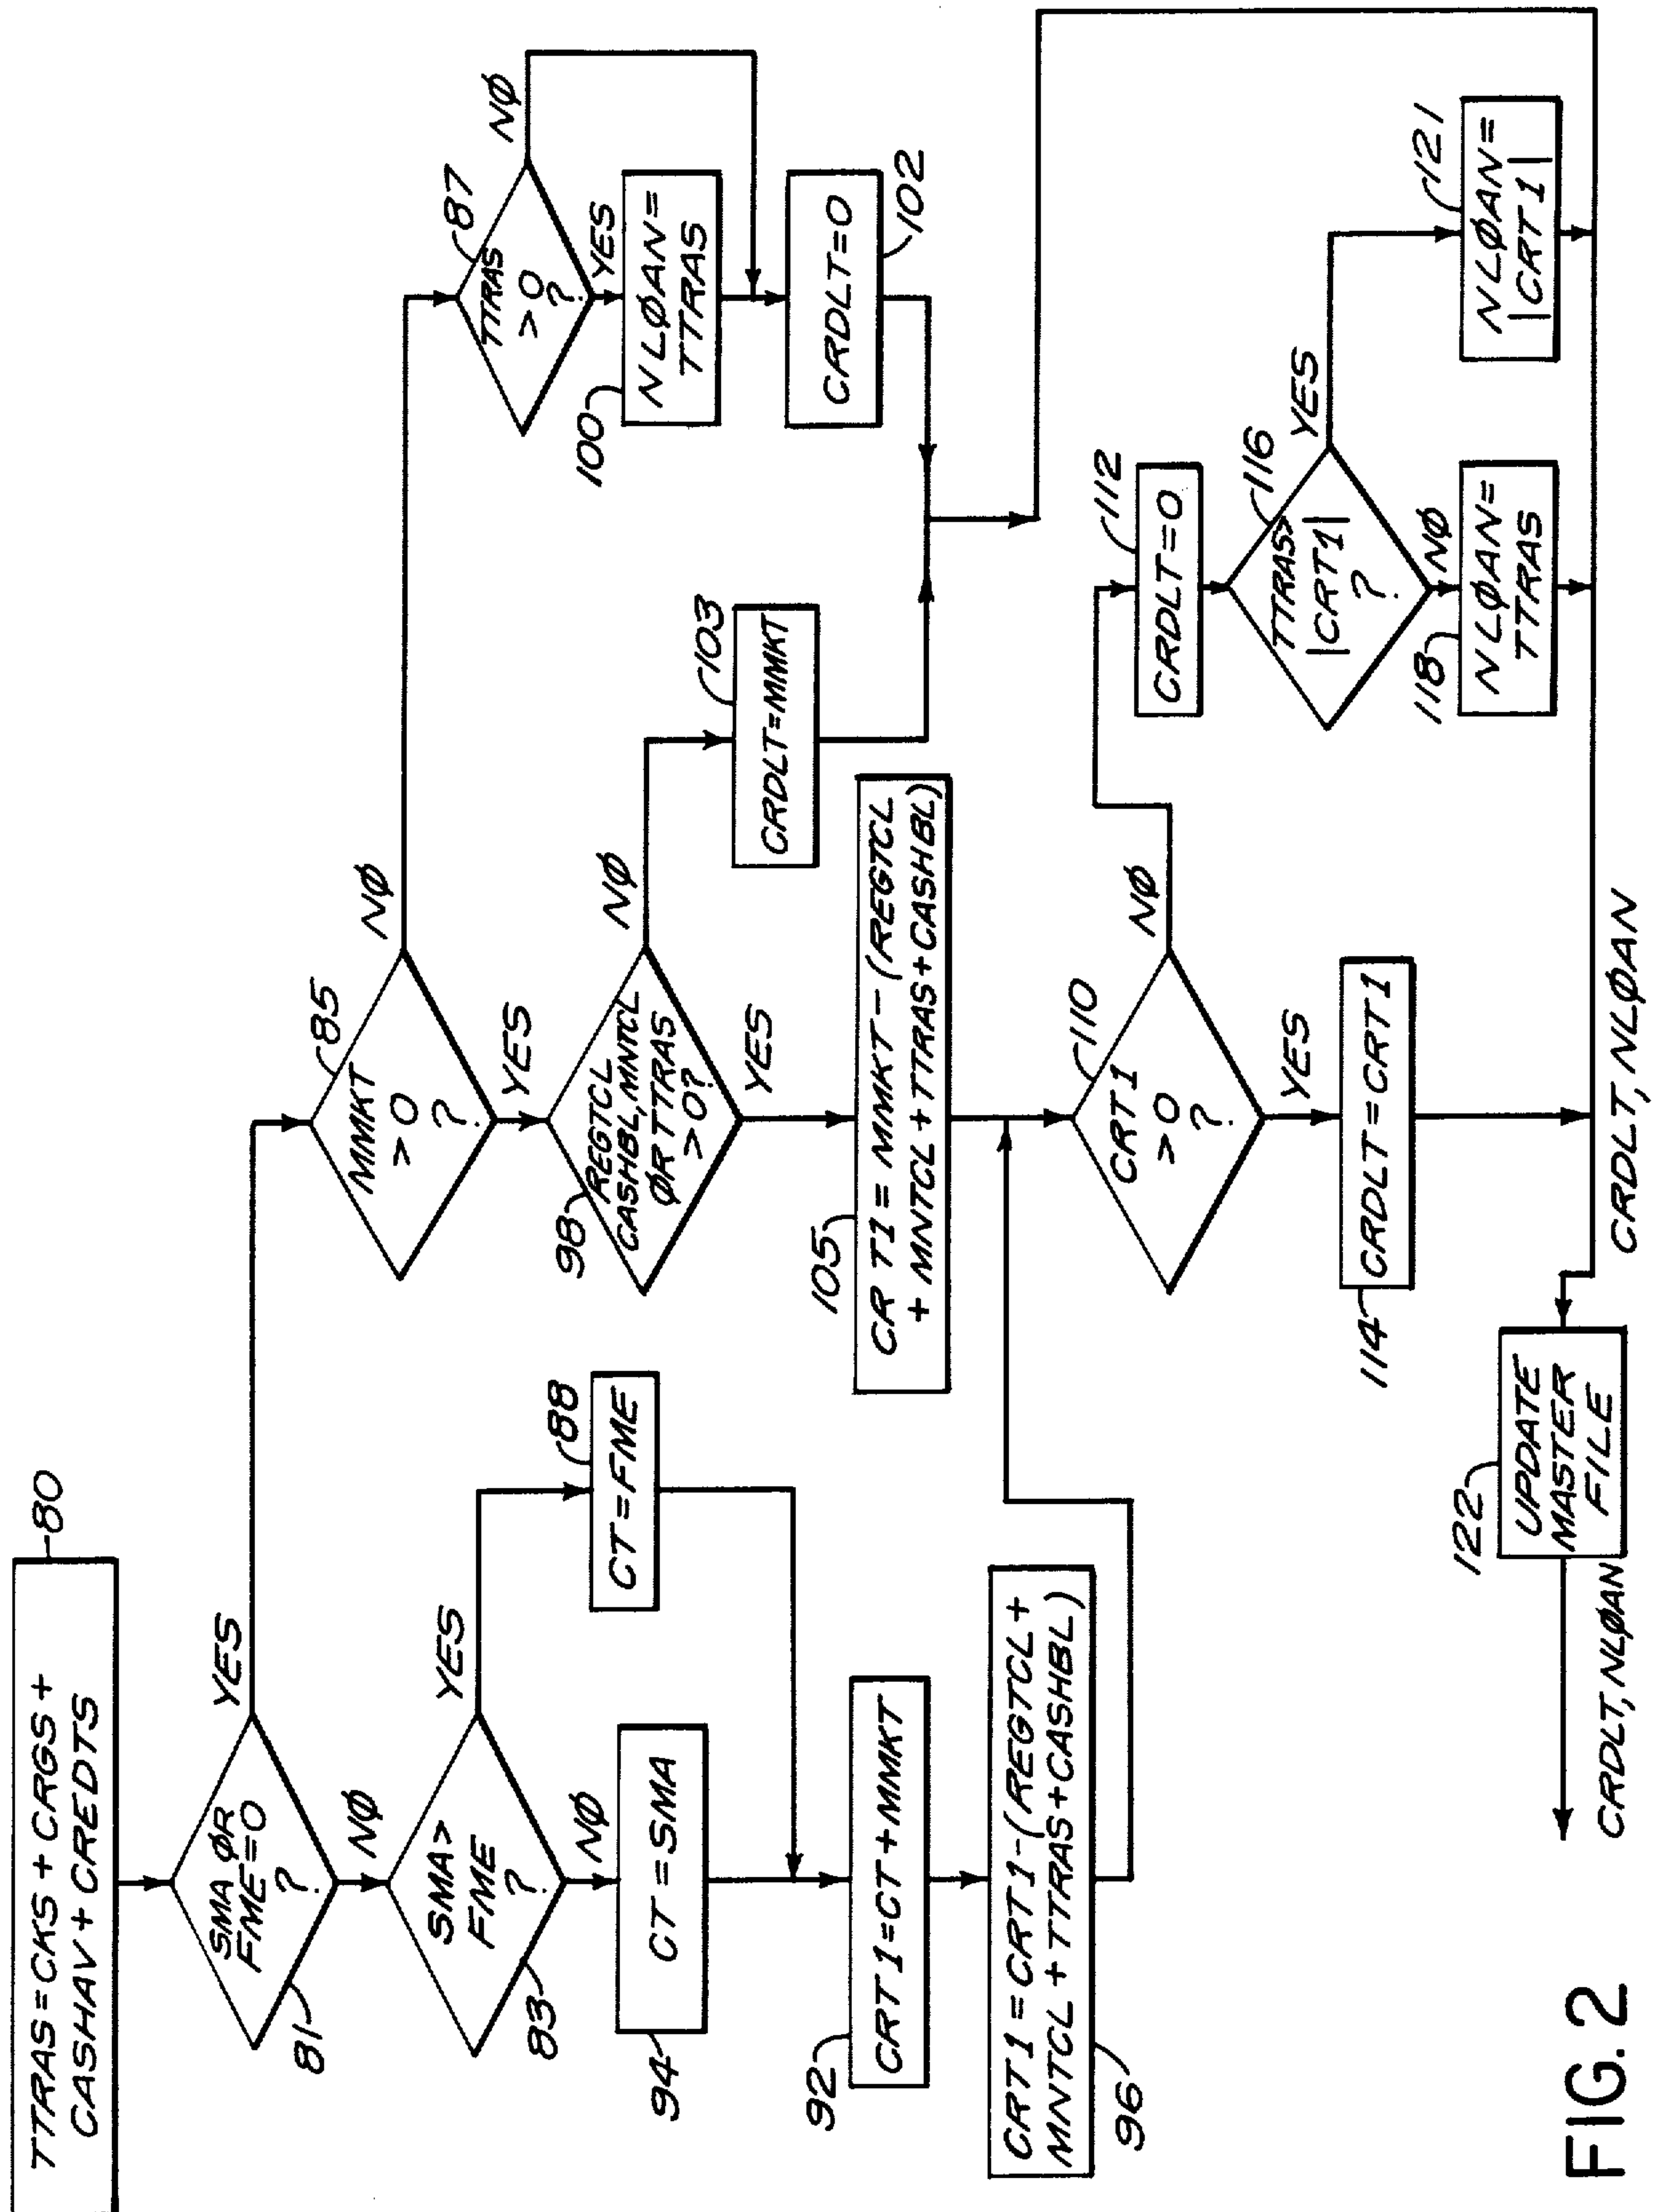 TTRAS = CKS + CRGS +
CASHAV + CREDTS
80
SMA ØR
FME=0
?
81
YES
NØ
SMA>
FME
?
83
YES
NØ
CT=FME
88
CT=SMA
94
CRT1=CT+MMKT
92
CRT1=CRT1-(REGTCL+
MNTCL+TTRAS+CASHBL)
96
MMKT
>0
?
85
NØ
YES
REGTCL
CASHBL,MNTCL
ØRTTRAS
>0?
98
NØ
YES
CRDLT=MMKT
103
CRT1=MMKT-(REGTCL
+MNTCL+TTRAS+CASHBL)
105
TTRAS
>0
?
87
NØ
YES
NLØAN=
TTRAS
100
CRDLT=0
102
CRT1
>0
?
110
NØ
YES
CRDLT=CRT1
114
CRDLT=0
112
TTRAS>
|CRT1|
?
116
YES
NØ
NLØAN=
TTRAS
118
NLØAN=
|CRT1|
121
CRDLT, NLØAN
UPDATE
MASTER
FILE
122
CRDLT, NLØAN
FIG. 2